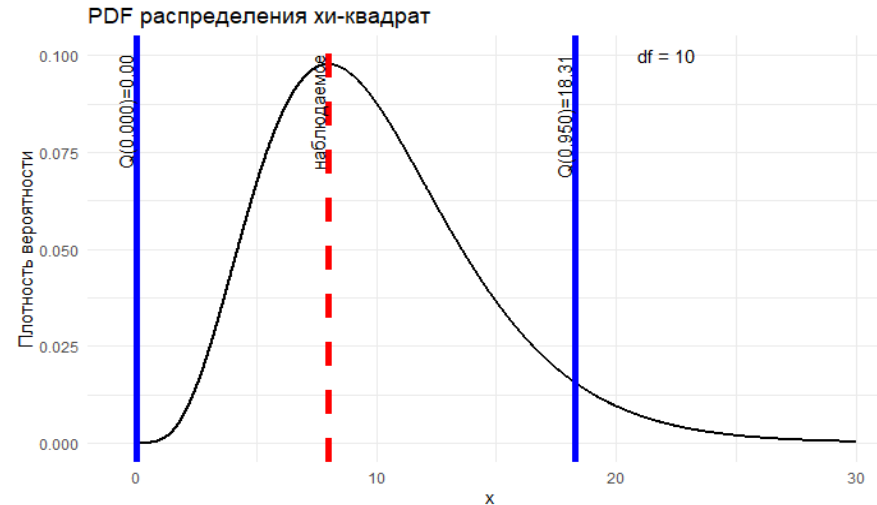 PDF распределения хи-квадрат
Плотность вероятности
0.100
0.075
0.050
0.025
0.000
Q(0.000)=0.00
наблюдаемое
Q(0.950)=18.31
df = 10
0
10
20
30
x